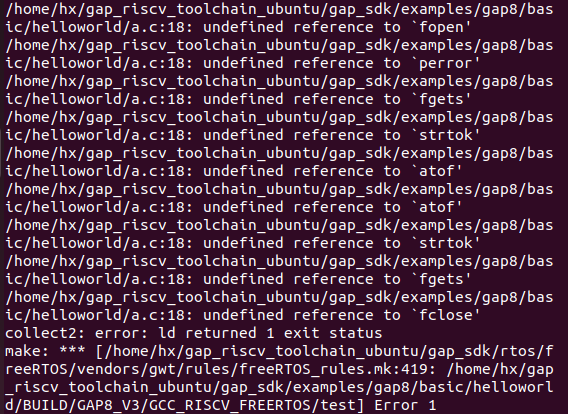 /home/hx/gap_riscv_toolchain_ubuntu/gap_sdk/examples/gap8/bas
ic/helloworld/a.c:18: undefined reference to `fopen'
/home/hx/gap_riscv_toolchain_ubuntu/gap_sdk/examples/gap8/bas
ic/helloworld/a.c:18: undefined reference to `perror'
/home/hx/gap_riscv_toolchain_ubuntu/gap_sdk/examples/gap8/bas
ic/helloworld/a.c:18: undefined reference to `fgets'
/home/hx/gap_riscv_toolchain_ubuntu/gap_sdk/examples/gap8/bas
ic/helloworld/a.c:18: undefined reference to `strtok'
/home/hx/gap_riscv_toolchain_ubuntu/gap_sdk/examples/gap8/bas
ic/helloworld/a.c:18: undefined reference to `atof'
/home/hx/gap_riscv_toolchain_ubuntu/gap_sdk/examples/gap8/bas
ic/helloworld/a.c:18: undefined reference to `atof'
/home/hx/gap_riscv_toolchain_ubuntu/gap_sdk/examples/gap8/bas
ic/helloworld/a.c:18: undefined reference to `strtok'
/home/hx/gap_riscv_toolchain_ubuntu/gap_sdk/examples/gap8/bas
ic/helloworld/a.c:18: undefined reference to `fgets'
/home/hx/gap_riscv_toolchain_ubuntu/gap_sdk/examples/gap8/bas
ic/helloworld/a.c:18: undefined reference to `fclose'
collect2: error: ld returned 1 exit status
make: *** [/home/hx/gap_riscv_toolchain_ubuntu/gap_sdk/rtos/f
reeRTOS/vendors/gwt/rules/freeRTOS_rules.mk:419: /home/hx/gap
_riscv_toolchain_ubuntu/gap_sdk/examples/gap8/basic/helloworl
d/BUILD/GAP8_V3/GCC_RISCV_FREERTOS/test] Error 1